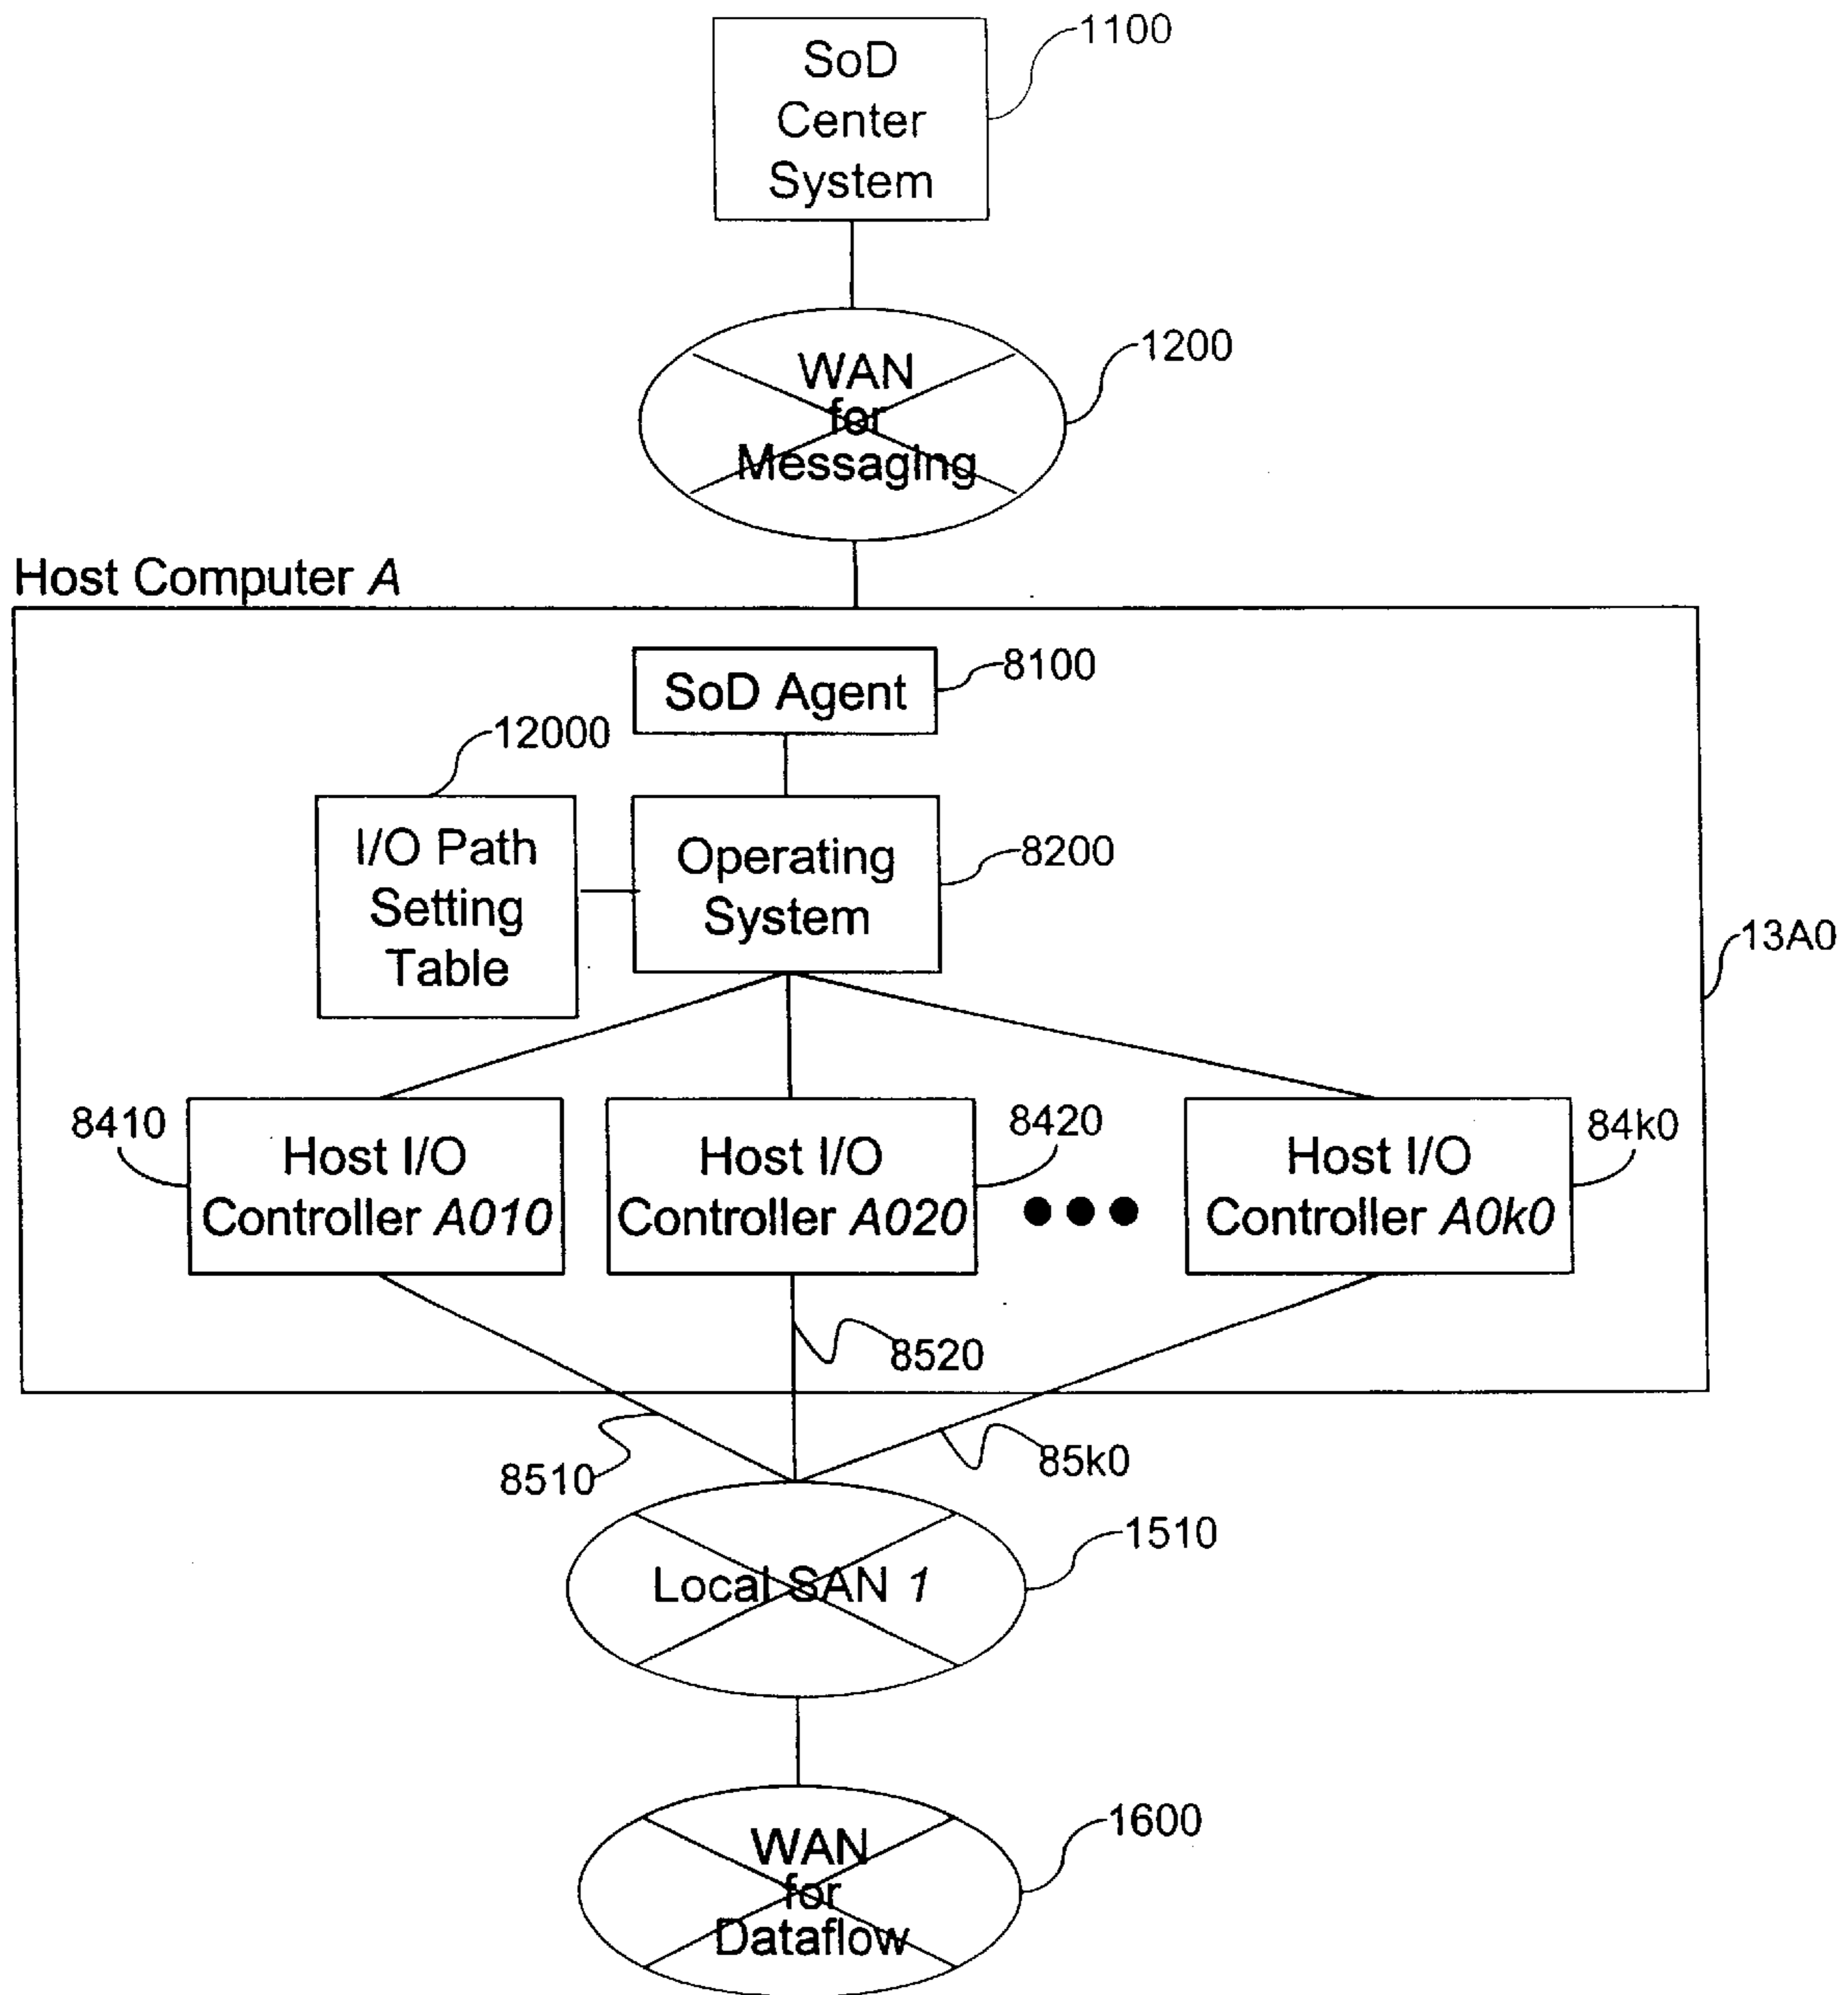 SoD
Center
System
1100
WAN
for
Messaging
1200
Host Computer A
SoD Agent
8100
12000
I/O Path
Setting
Table
Operating
System
8200
13A0
8410
Host I/O
Controller A010
Host I/O
Controller A020
8420
Host I/O
Controller A0k0
84k0
8520
8510
85k0
Local SAN 1
1510
WAN
for
Dataflow
1600